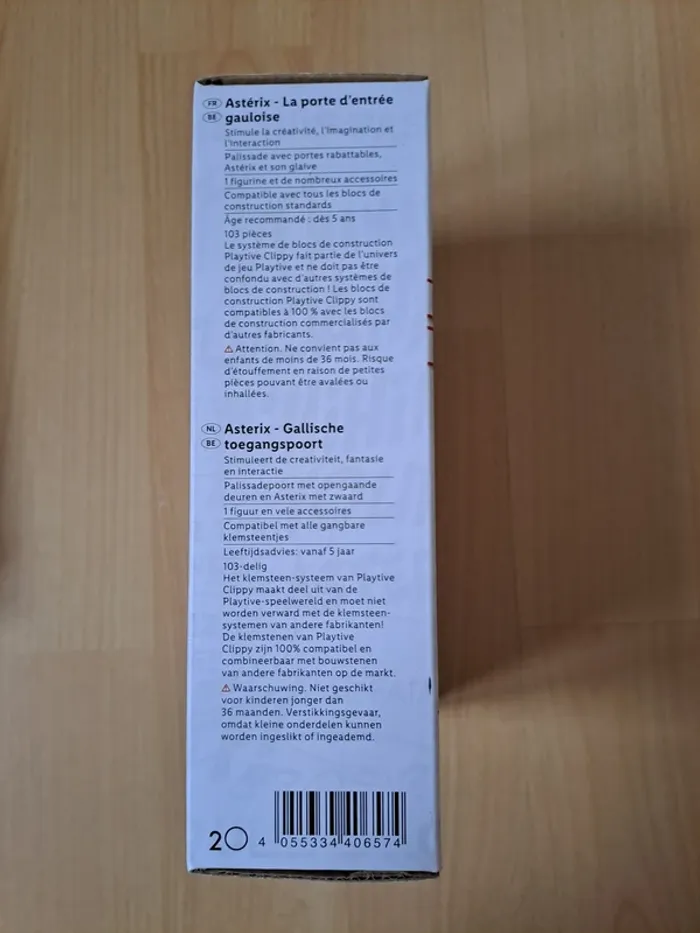 FR Astérix - La porte d'entrée
BE gauloise
Stimule la créativité, l'imagination et
l'interaction
Palissade avec portes rabattables,
Astérix et son glaive
1 figurine et de nombreux accessoires
Compatible avec tous les blocs de
construction standards
Âge recommandé : dès 5 ans
103 pièces
Le système de blocs de construction
Playtive Clippy fait partie de l'univers
de jeu Playtive et ne doit pas être
confondu avec d'autres systèmes de
blocs de construction ! Les blocs de
construction Playtive Clippy sont
compatibles à 100 % avec les blocs
de construction commercialisés par
d'autres fabricants.
⚠ Attention. Ne convient pas aux
enfants de moins de 36 mois. Risque
d'étouffement en raison de petites
pièces pouvant être avalées ou
inhallées.
NL Asterix - Gallische
BE toegangspoort
Stimuleert de creativiteit, fantasie
en interactie
Palissadepoort met opengaande
deuren en Asterix met zwaard
1 figuur en vele accessoires
Compatibel met alle gangbare
klemsteentjes
Leeftijdsadvies: vanaf 5 jaar
103-delig
Het klemsteen-systeem van Playtive
Clippy maakt deel uit van de
Playtive-speelwereld en moet niet
worden verward met de klemsteen-
systemen van andere fabrikanten!
De klemstenen van Playtive
Clippy zijn 100% compatibel en
combineerbaar met bouwstenen
van andere fabrikanten op de markt.
⚠ Waarschuwing. Niet geschikt
voor kinderen jonger dan
36 maanden. Verstikkingsgevaar,
omdat kleine onderdelen kunnen
worden ingeslikt of ingeademd.
2 4 055334 406574